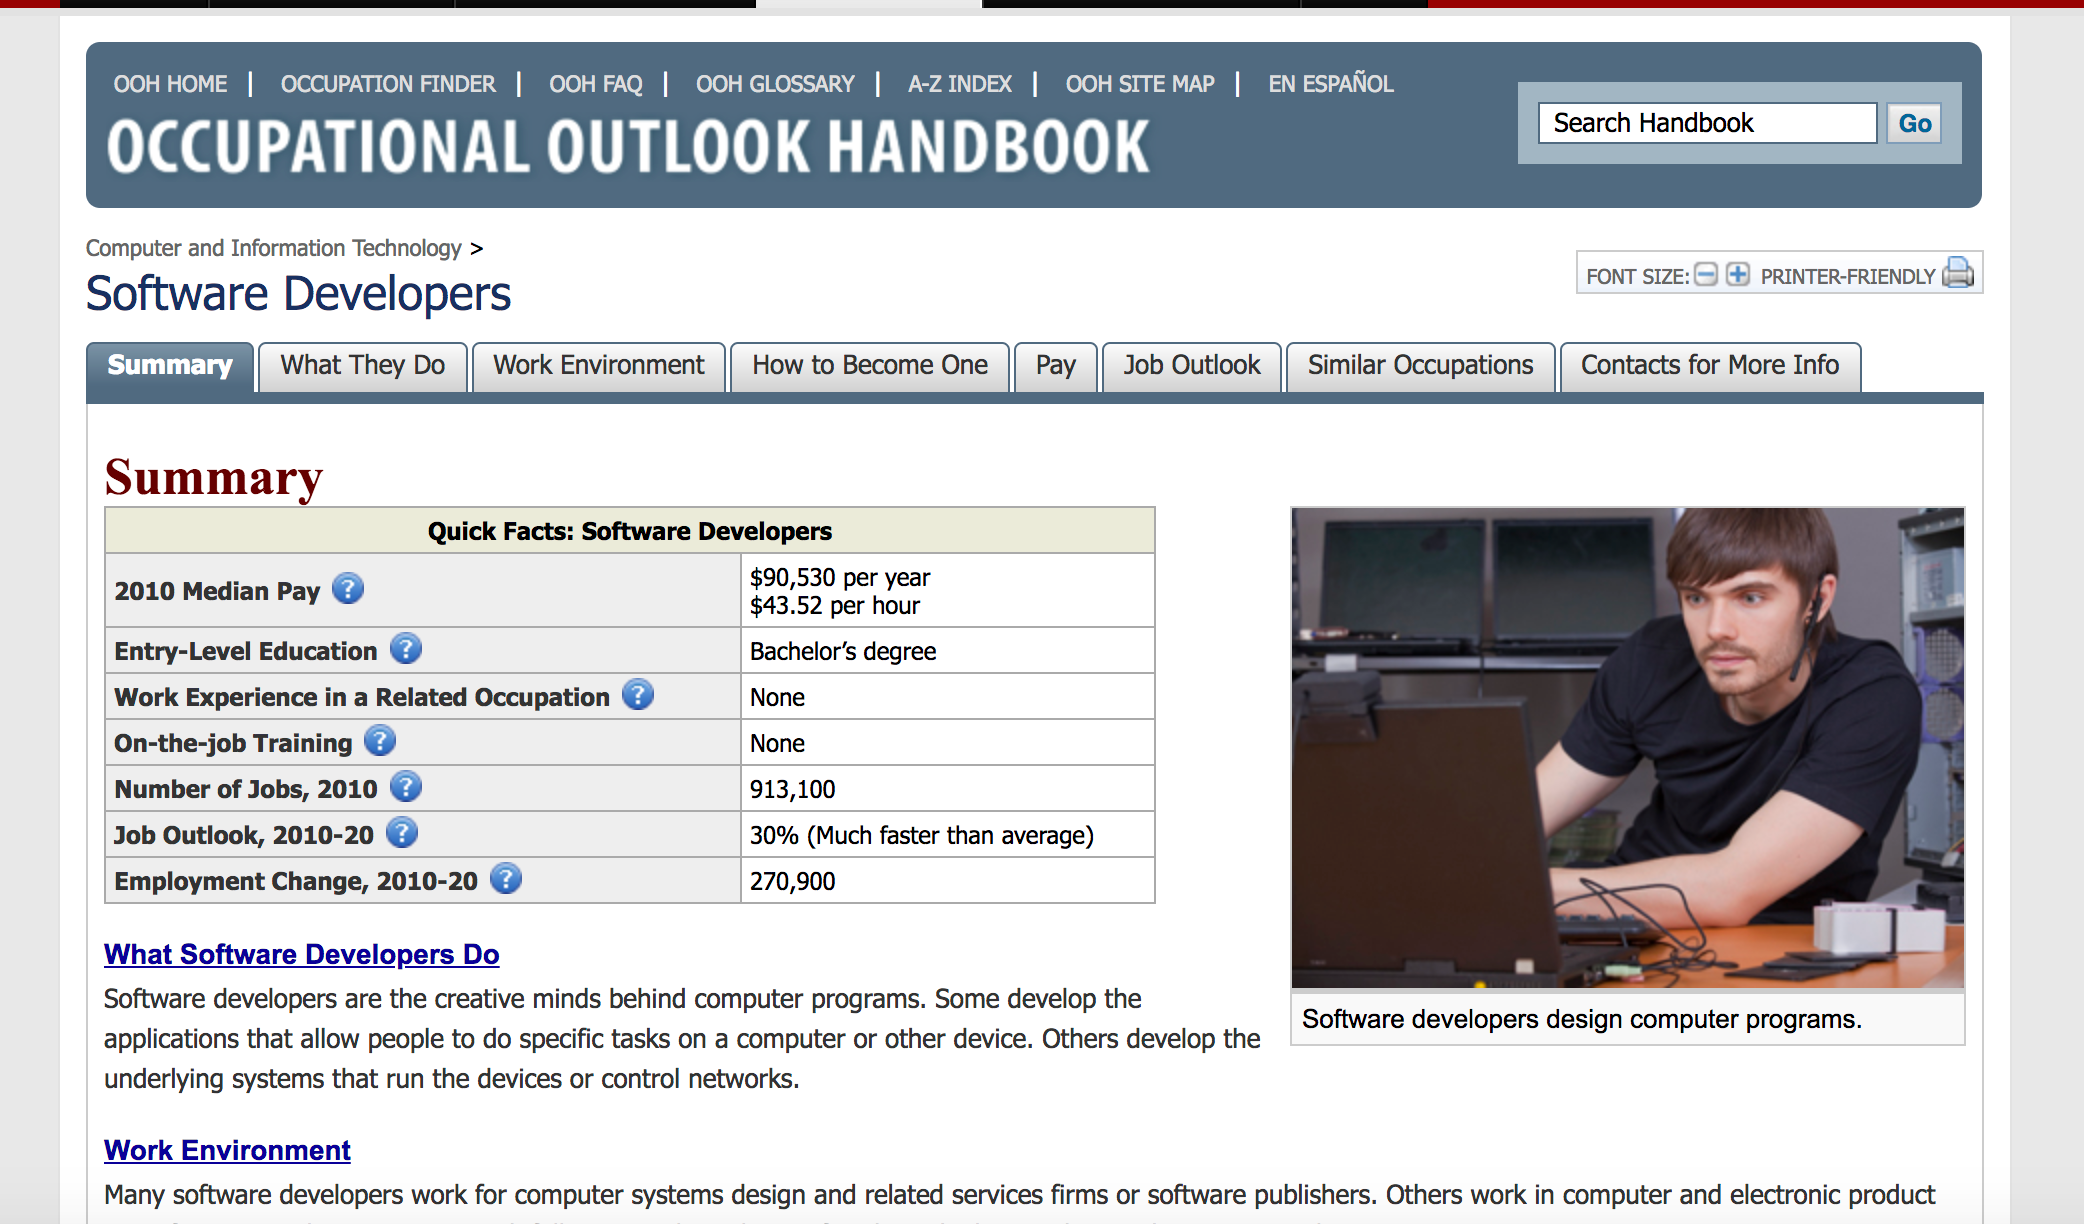 OOH HOME | OCCUPATION FINDER | OOH FAQ | OOH GLOSSARY | A-Z INDEX | OOH SITE MAP | EN ESPAÑOL
OCCUPATIONAL OUTLOOK HANDBOOK
Search Handbook Go
Computer and Information Technology >
Software Developers
FONT SIZE: PRINTER-FRIENDLY
Summary What They Do Work Environment How to Become One Pay Job Outlook Similar Occupations Contacts for More Info
Summary
Quick Facts: Software Developers
2010 Median Pay ? $90,530 per year
$43.52 per hour
Entry-Level Education ? Bachelor’s degree
Work Experience in a Related Occupation ? None
On-the-job Training ? None
Number of Jobs, 2010 ? 913,100
Job Outlook, 2010-20 ? 30% (Much faster than average)
Employment Change, 2010-20 ? 270,900
Software developers design computer programs.
What Software Developers Do
Software developers are the creative minds behind computer programs. Some develop the
applications that allow people to do specific tasks on a computer or other device. Others develop the
underlying systems that run the devices or control networks.
Work Environment
Many software developers work for computer systems design and related services firms or software publishers. Others work in computer and electronic product